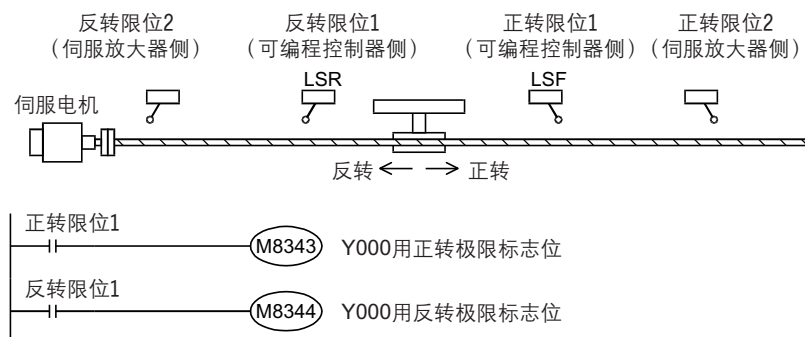 反转限位2
(伺服放大器侧)
反转限位1
(可编程控制器侧)
正转限位1
(可编程控制器侧)
正转限位2
(伺服放大器侧)
LSR
LSF
伺服电机
反转
正转
正转限位1
M8343
Y000用正转极限标志位
反转限位1
M8344
Y000用反转极限标志位